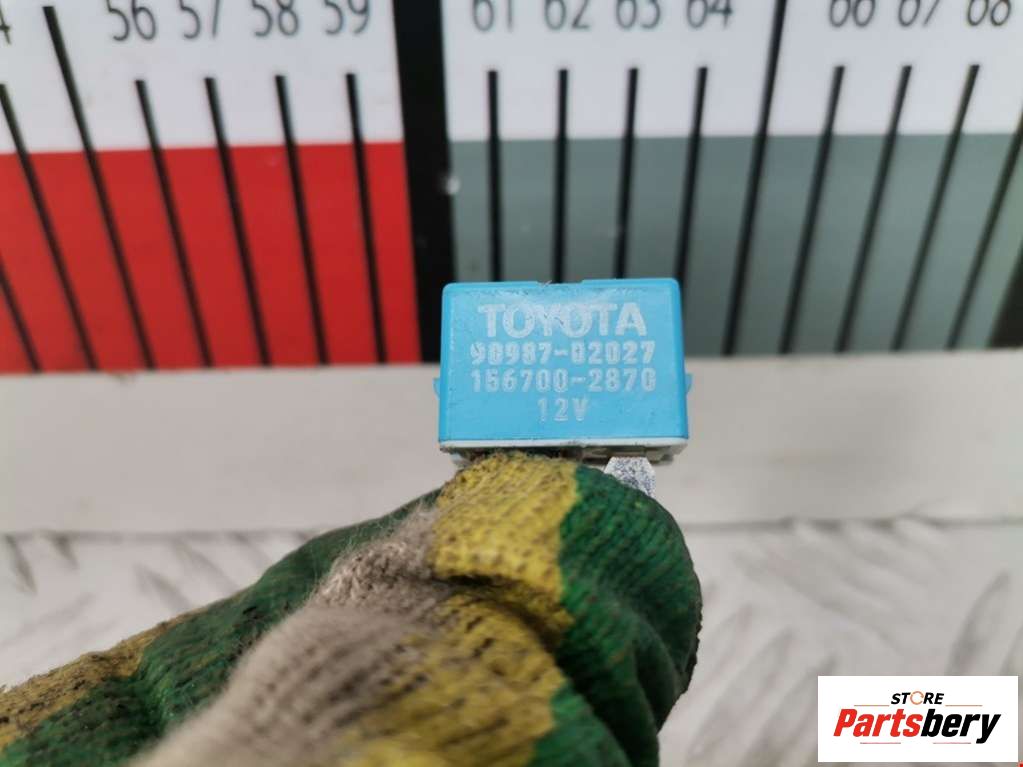 56 57 58 59 61 62 63 64 66 67 68
TOYOTA
90987-02027
156700-2870
12V
STORE
Partsbery